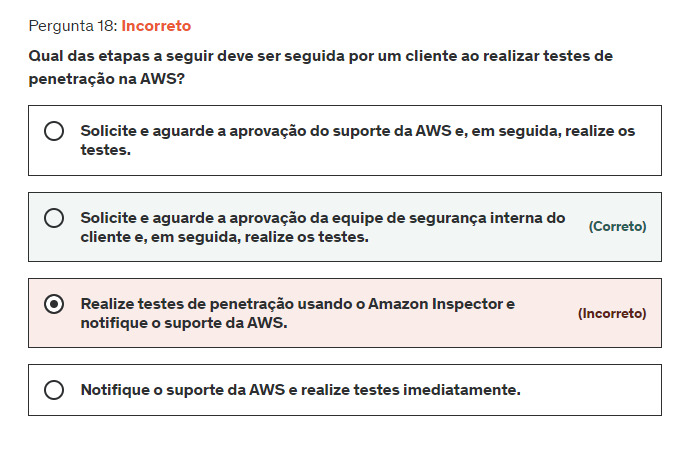 Pergunta 18: Incorreto
Qual das etapas a seguir deve ser seguida por um cliente ao realizar testes de
penetração na AWS?
Solicite e aguarde a aprovação do suporte da AWS e, em seguida, realize os
testes.
Solicite e aguarde a aprovação da equipe de segurança interna do
cliente e, em seguida, realize os testes.
(Correto)
Realize testes de penetração usando o Amazon Inspector e
notifique o suporte da AWS.
(Incorreto)
Notifique o suporte da AWS e realize testes imediatamente.